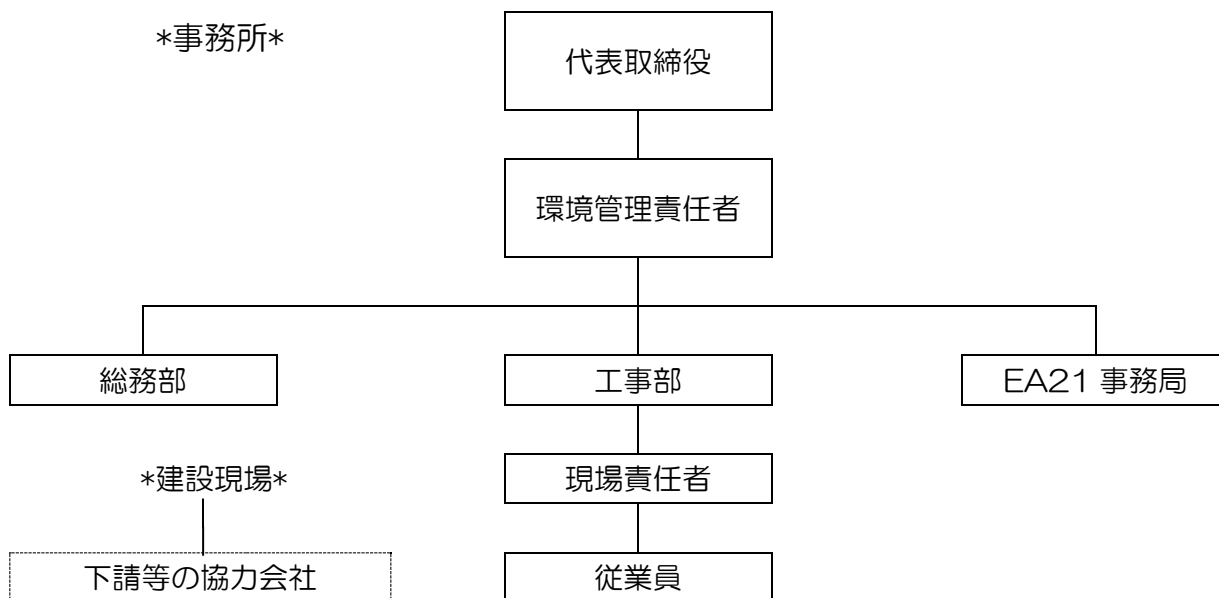 *事務所*
代表取締役
環境管理責任者
総務部
工事部
EA21 事務局
*建設現場*
現場責任者
下請等の協力会社
従業員